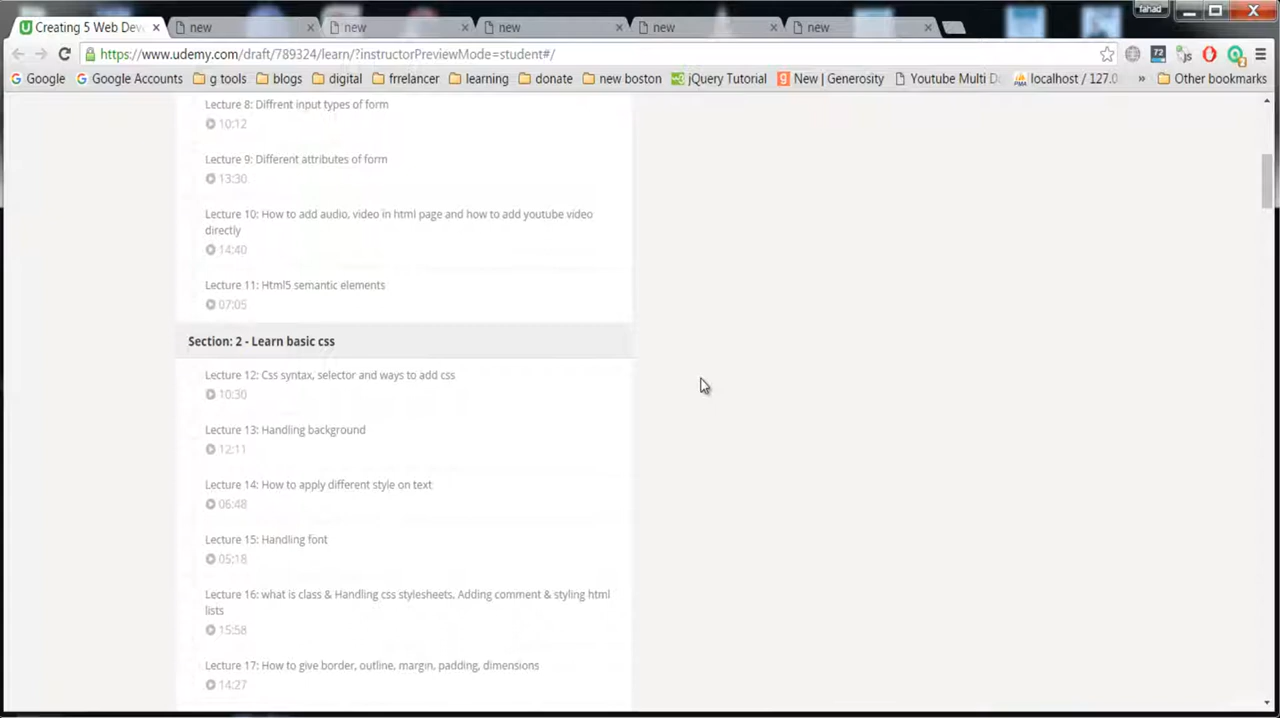 fahad
Creating 5 Web Dev
new
new
new
new
new
https://www.udemy.com/draft/789324/learn/?instructorPreviewMode=student#/
72
js
Google
Google Accounts
g tools
blogs
digital
frrelancer
learning
donate
new boston
jQuery Tutorial
New | Generosity
Youtube Multi D
localhost / 127.0
»
Other bookmarks
Lecture 8: Diffrent input types of form
10:12
Lecture 9: Different attributes of form
13:30
Lecture 10: How to add audio, video in html page and how to add youtube video
directly
14:40
Lecture 11: Html5 semantic elements
07:05
Section: 2 - Learn basic css
Lecture 12: Css syntax, selector and ways to add css
10:30
Lecture 13: Handling background
12:11
Lecture 14: How to apply different style on text
06:48
Lecture 15: Handling font
05:18
Lecture 16: what is class & Handling css stylesheets. Adding comment & styling html
lists
15:58
Lecture 17: How to give border, outline, margin, padding, dimensions
14:27